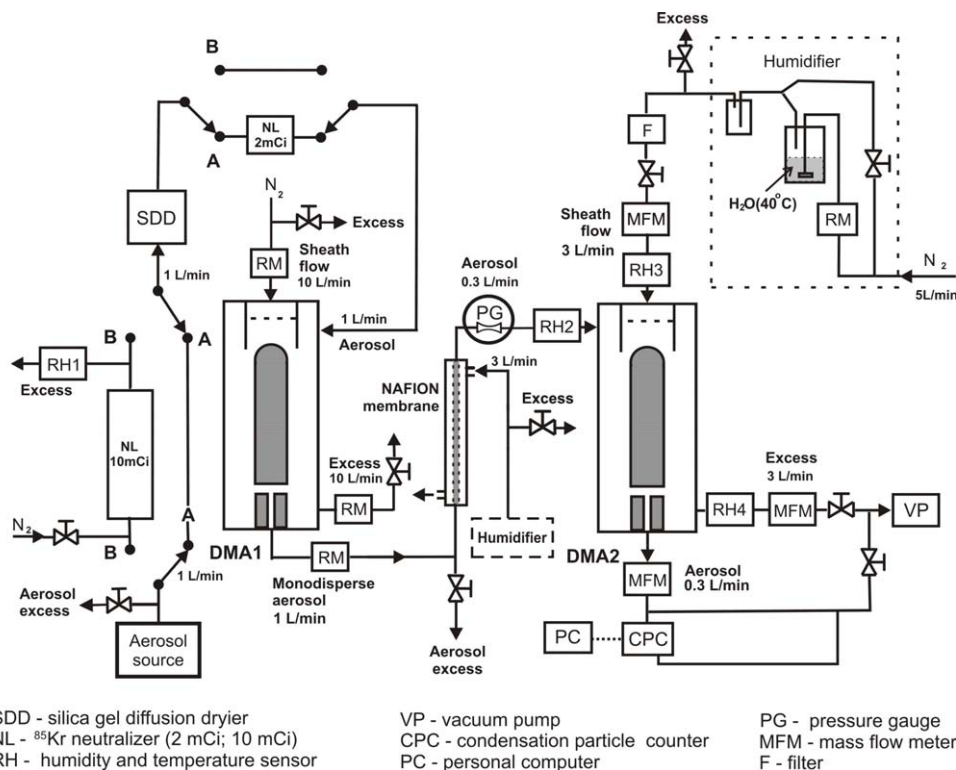 B
NL
2mCi
A
N2
Excess
SDD
RM
Sheath
flow
10 L/min
1 L/min
B
A
1 L/min
Aerosol
RH1
Excess
NL
10mCi
N2
A
B
1 L/min
Aerosol
excess
Aerosol
source
DMA1
Excess
10 L/min
RM
RM
Monodisperse
aerosol
1 L/min
Aerosol
0.3 L/min
PG
RH2
3 L/min
NAFION
membrane
Excess
Humidifier
Aerosol
excess
Excess
F
Sheath
flow
3 L/min
MFM
RH3
Humidifier
H2O(40°C)
RM
N2
5L/min
DMA2
Excess
3 L/min
RH4
MFM
VP
MFM
Aerosol
0.3 L/min
PC
CPC
SDD - silica gel diffusion dryier
NL - 85Kr neutralizer (2 mCi; 10 mCi)
RH - humidity and temperature sensor
VP - vacuum pump
CPC - condensation particle counter
PC - personal computer
PG - pressure gauge
MFM - mass flow meter
F - filter